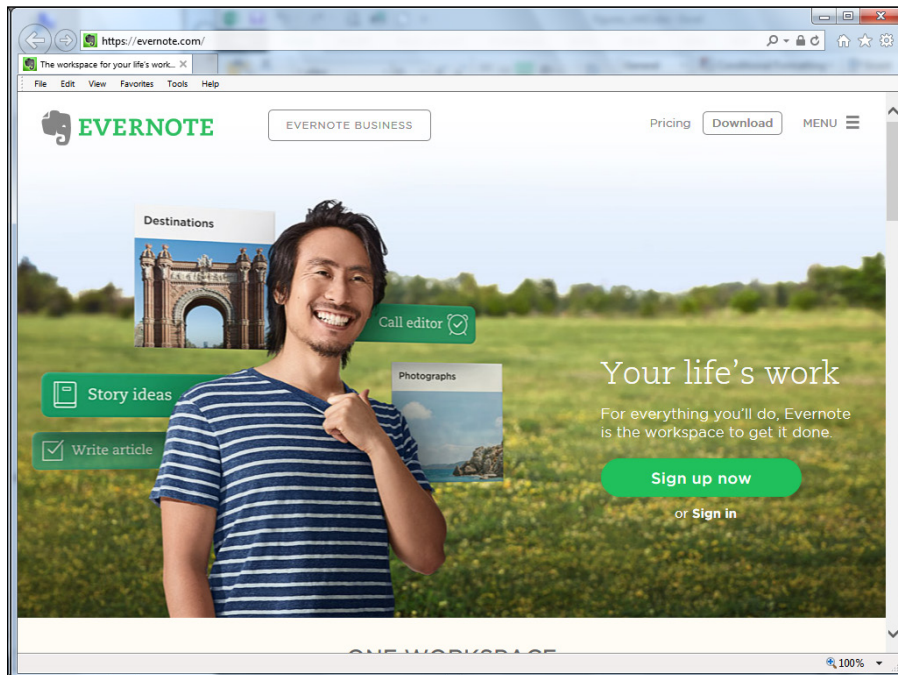 https://evernote.com/
The workspace for your life's work...
File Edit View Favorites Tools Help
EVERNOTE
EVERNOTE BUSINESS
Pricing
Download
MENU
Destinations
Call editor
Photographs
Story ideas
Write article
Your life's work
For everything you'll do, Evernote
is the workspace to get it done.
Sign up now
or Sign in
ONE WORKSPACE
100%